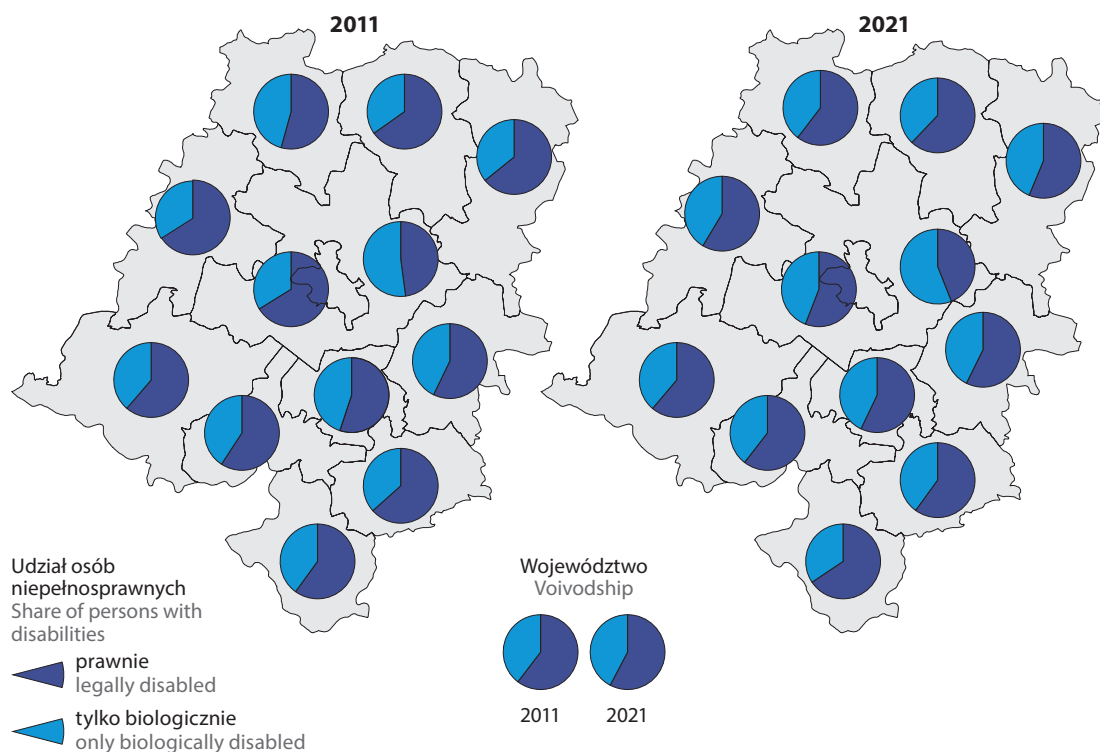 2011
2021
Udział osób
niepełnosprawnych
Share of persons with
disabilities
prawnie
legally disabled
tylko biologicznie
only biologically disabled
Województwo
Voivodship
2011
2021